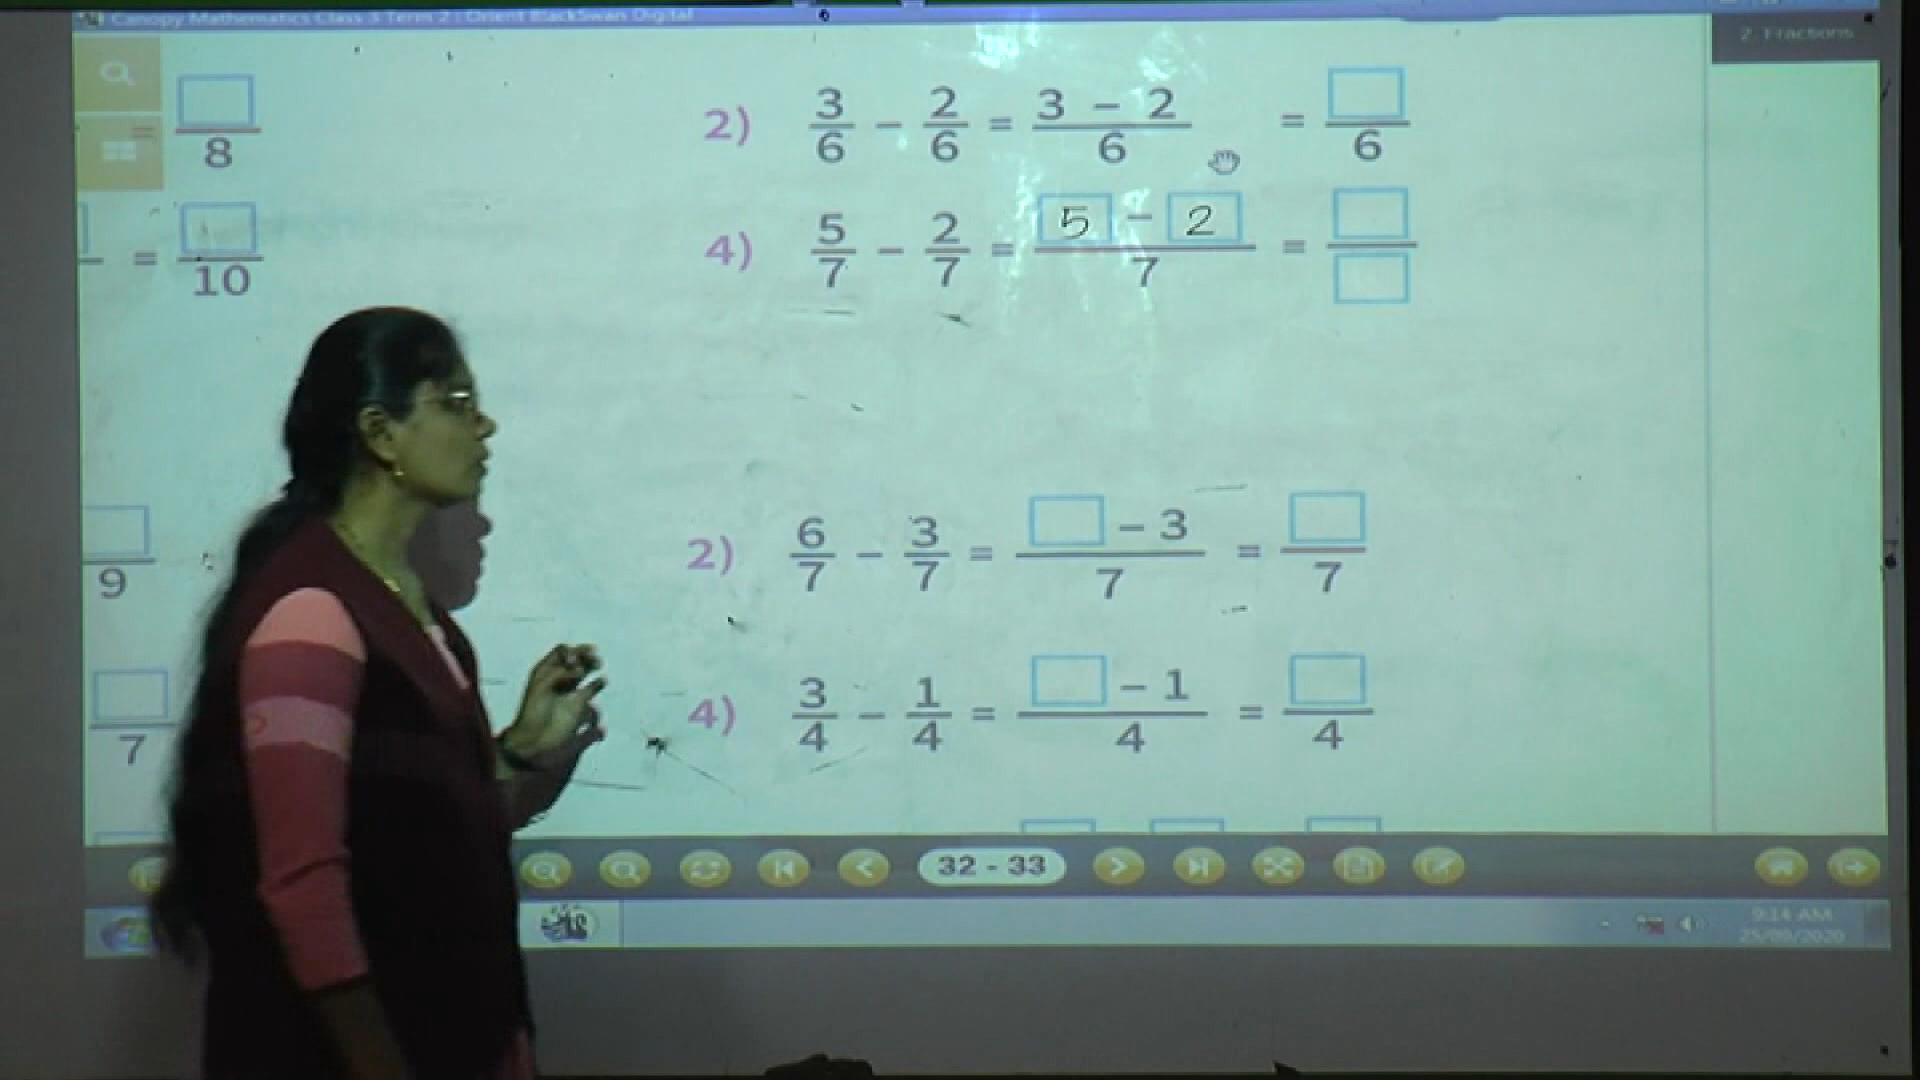 Canopy Mathematics Class 3 Term 2 : Orient BlackSwan Digital
2. Fractions
= □/8
2) 3/6 − 2/6 = 3 − 2/6 = □/6
= □/10
4) 5/7 − 2/7 = 5 − 2/7 = □/□
□/9
2) 6/7 − 3/7 = □ − 3/7 = □/7
□/7
4) 3/4 − 1/4 = □ − 1/4 = □/4
32 - 33
9:14 AM
25/09/2020